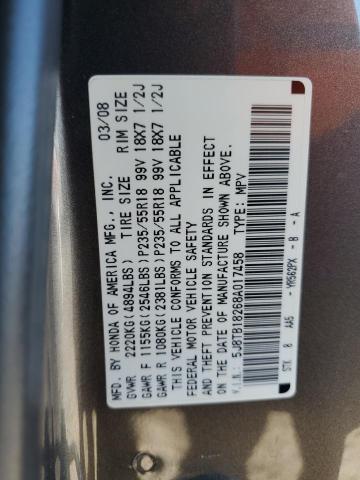 MFD. BY HONDA OF AMERICA MFG., INC. 03/08
TIRE SIZE RIM SIZE
GVWR 2220KG(4894LBS)
GAWR F 1155KG(2546LBS)P235/55R18 99V 18X7 1/2J
GAWR R 1080KG(2381LBS)P235/55R18 99V 18X7 1/2J
THIS VEHICLE CONFORMS TO ALL APPLICABLE
FEDERAL MOTOR VEHICLE SAFETY
AND THEFT PREVENTION STANDARDS IN EFFECT
ON THE DATE OF MANUFACTURE SHOWN ABOVE.
V.I.N.: 5J8TB18268A017458 TYPE: MPV
STK 8 AA5 -YR562PX - B - A